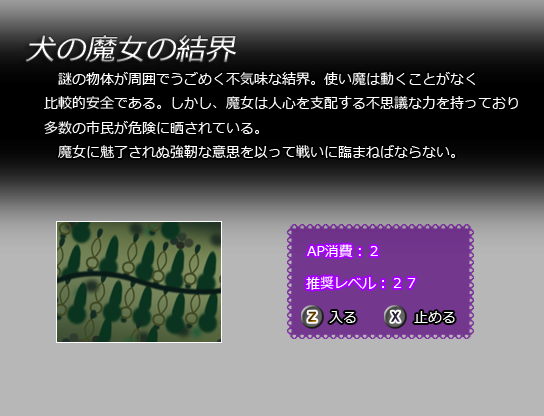 犬の魔女の結界
謎の物体が周囲でうごめく不気味な結界。使い魔は動くことがなく
比較的安全である。しかし、魔女は人心を支配する不思議な力を持っており
多数の市民が危険に晒されている。
魔女に魅了されぬ強靭な意思を以って戦いに臨まねばならない。
AP消費：２
推奨レベル：２７
Z 入る X 止める